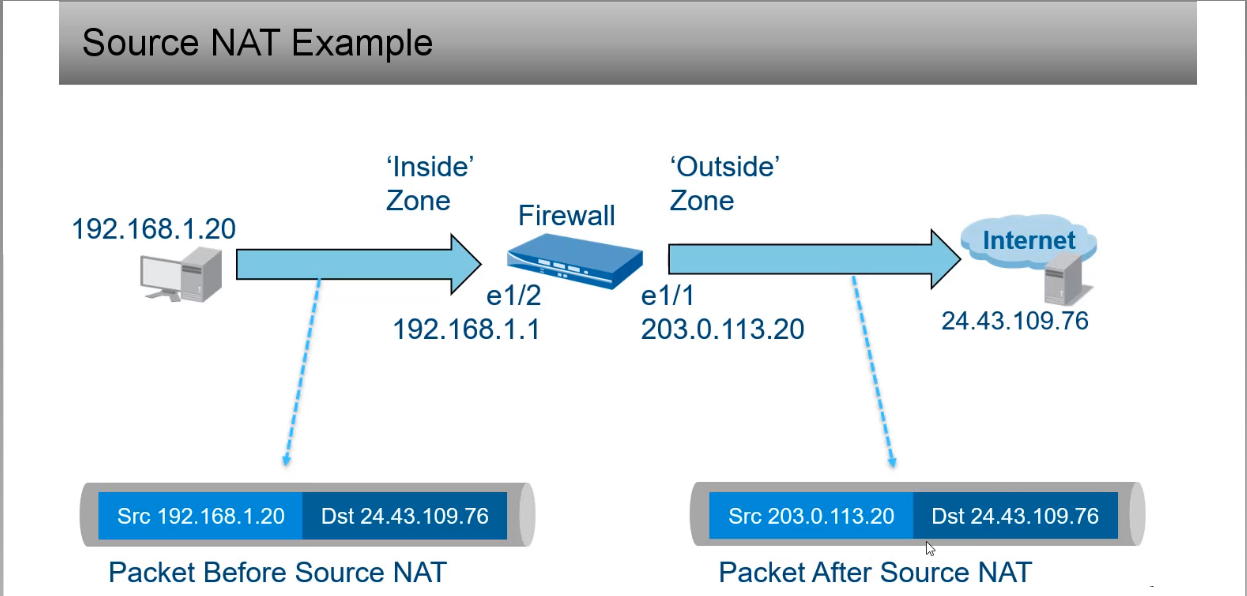 Source NAT Example
‘Inside’
Zone
‘Outside’
Zone
192.168.1.20
Firewall
Internet
e1/2
192.168.1.1
e1/1
203.0.113.20
24.43.109.76
Src 192.168.1.20
Dst 24.43.109.76
Src 203.0.113.20
Dst 24.43.109.76
Packet Before Source NAT
Packet After Source NAT